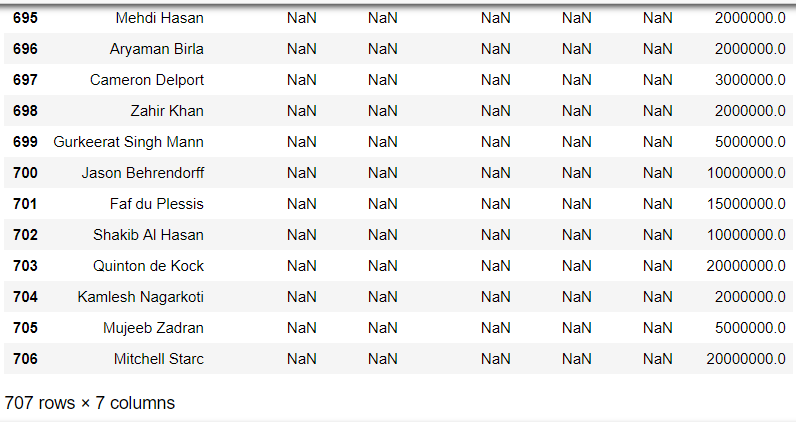 695 Mehdi Hasan NaN NaN NaN NaN NaN 2000000.0
696 Aryaman Birla NaN NaN NaN NaN NaN 2000000.0
697 Cameron Delport NaN NaN NaN NaN NaN 3000000.0
698 Zahir Khan NaN NaN NaN NaN NaN 2000000.0
699 Gurkeerat Singh Mann NaN NaN NaN NaN NaN 5000000.0
700 Jason Behrendorff NaN NaN NaN NaN NaN 10000000.0
701 Faf du Plessis NaN NaN NaN NaN NaN 15000000.0
702 Shakib Al Hasan NaN NaN NaN NaN NaN 10000000.0
703 Quinton de Kock NaN NaN NaN NaN NaN 20000000.0
704 Kamlesh Nagarkoti NaN NaN NaN NaN NaN 2000000.0
705 Mujeeb Zadran NaN NaN NaN NaN NaN 5000000.0
706 Mitchell Starc NaN NaN NaN NaN NaN 20000000.0
707 rows × 7 columns